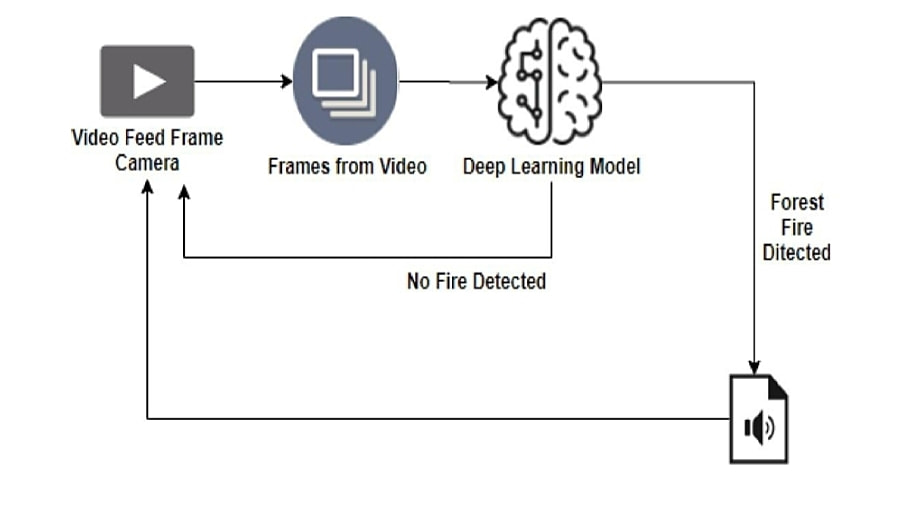 Video Feed Frame
Camera
Frames from Video
Deep Learning Model
Forest
Fire
Ditected
No Fire Detected